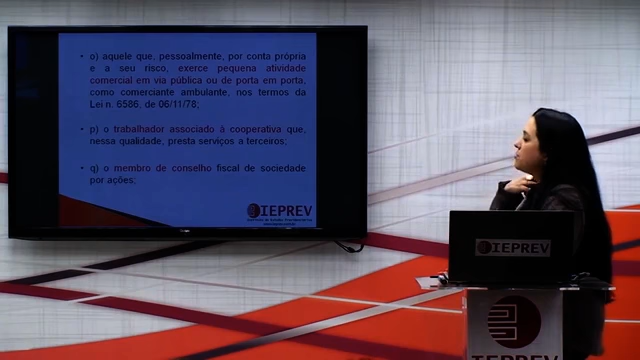 • o) aquele que, pessoalmente, por conta própria
e a seu risco, exerce pequena atividade
comercial em via pública ou de porta em porta,
como comerciante ambulante, nos termos da
Lei n. 6586, de 06/11/78;
• p) o trabalhador associado à cooperativa que,
nessa qualidade, presta serviços a terceiros;
• q) o membro de conselho fiscal de sociedade
por ações;
IEPREV
IEPREV
IEPREV